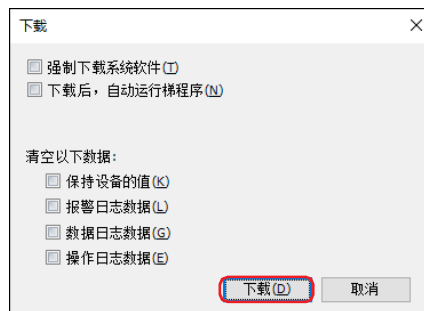 下载
强制下载系统软件(T)
下载后，自动运行梯程序(N)
清空以下数据：
保持设备的值(K)
报警日志数据(L)
数据日志数据(G)
操作日志数据(E)
下载(D) 取消